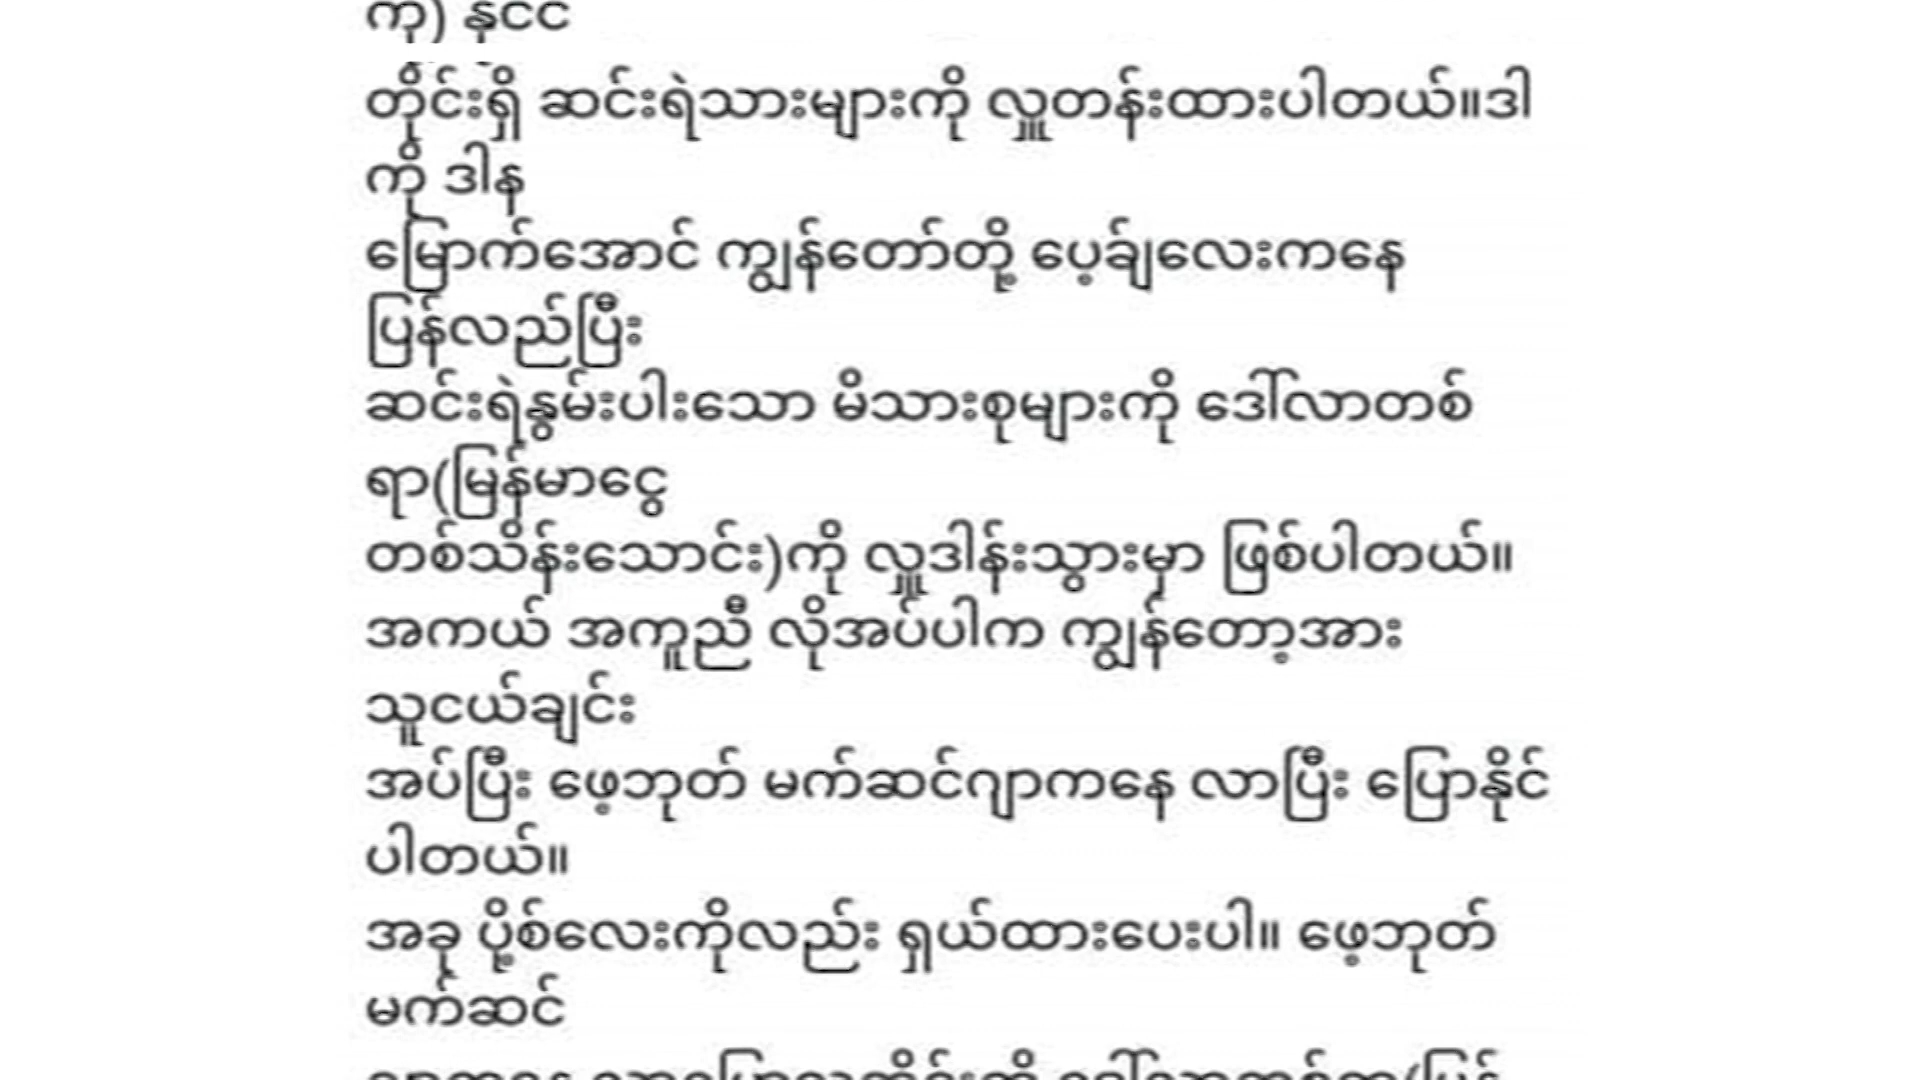 ကို) နိုင်ငံ
တိုင်းရှိ ဆင်းရဲသားများကို လှူတန်းထားပါတယ်။ဒါ
ကို ဒါန
မြောက်အောင် ကျွန်တော်တို့ ပေ့ခ်ျလေးကနေ
ပြန်လည်ပြီး
ဆင်းရဲနွမ်းပါးသော မိသားစုများကို ဒေါ်လာတစ်
ရာ(မြန်မာငွေ
တစ်သိန်းသောင်း)ကို လှူဒါန်းသွားမှာ ဖြစ်ပါတယ်။
အကယ် အကူညီ လိုအပ်ပါက ကျွန်တော့အား
သူငယ်ချင်း
အပ်ပြီး ဖေ့ဘုတ် မက်ဆင်ဂျာကနေ လာပြီး ပြောနိုင်
ပါတယ်။
အခု ပို့စ်လေးကိုလည်း ရှယ်ထားပေးပါ။ ဖေ့ဘုတ်
မက်ဆင်